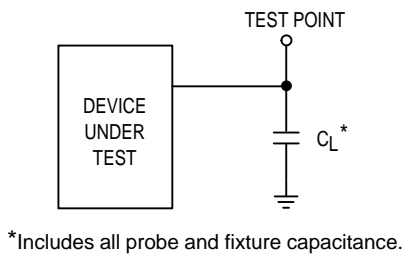 TEST POINT
DEVICE
UNDER
TEST
CL*
*Includes all probe and fixture capacitance.